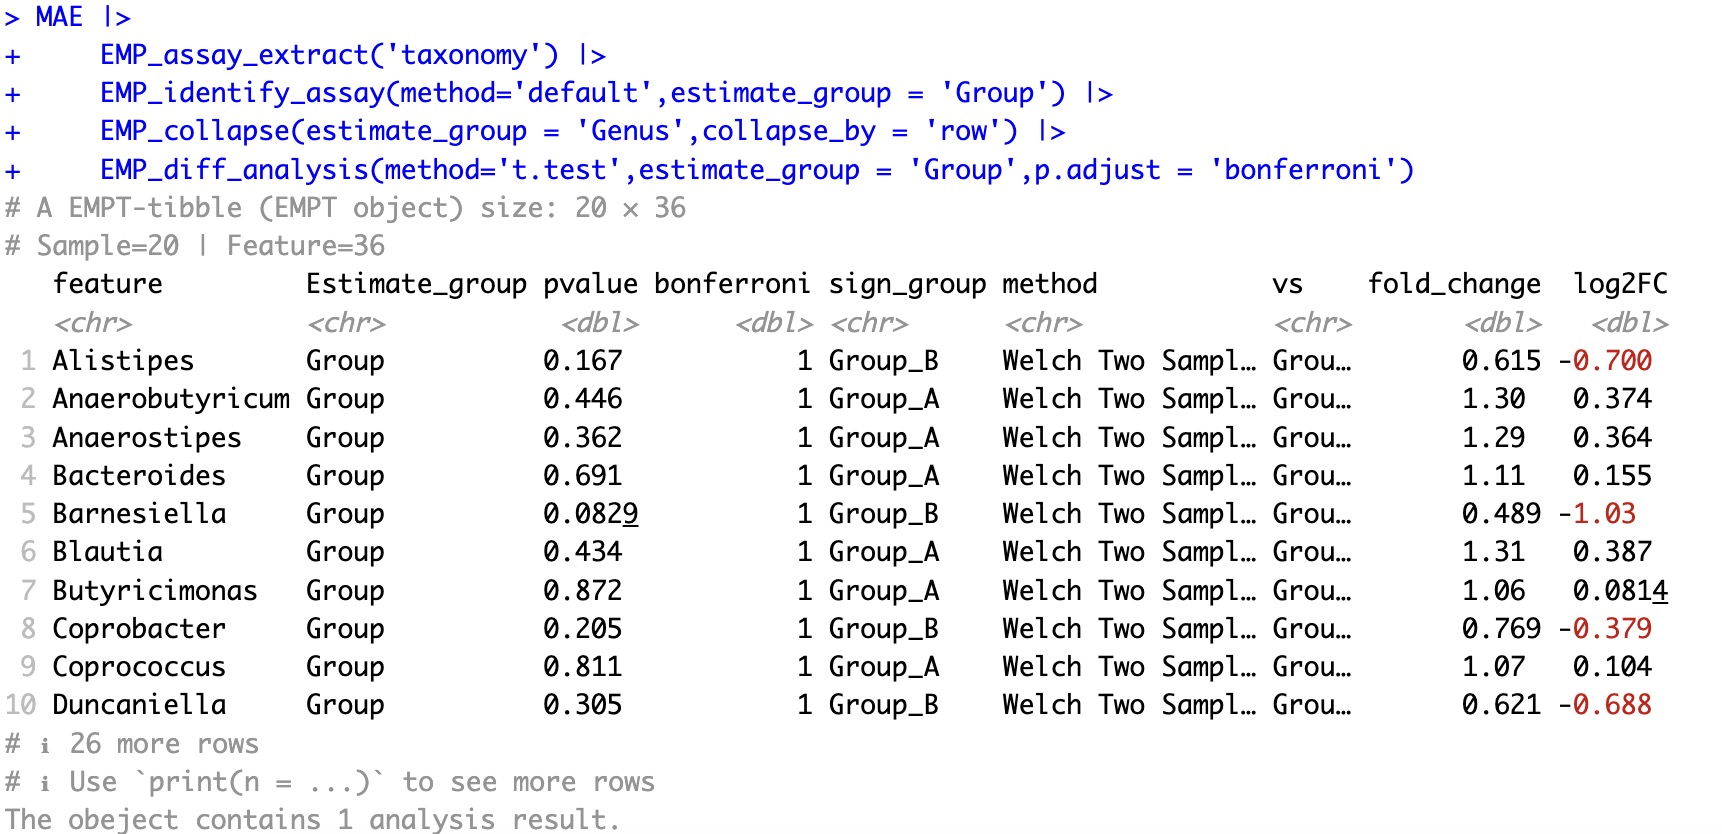 > MAE |>
+     EMP_assay_extract('taxonomy') |>
+     EMP_identify_assay(method='default',estimate_group = 'Group') |>
+     EMP_collapse(estimate_group = 'Genus',collapse_by = 'row') |>
+     EMP_diff_analysis(method='t.test',estimate_group = 'Group',p.adjust = 'bonferroni')
# A EMPT-tibble (EMPT object) size: 20 × 36
# Sample=20 | Feature=36
   feature         Estimate_group pvalue bonferroni sign_group method           vs    fold_change  log2FC
   <chr>           <chr>           <dbl>      <dbl> <chr>      <chr>            <chr>       <dbl>   <dbl>
 1 Alistipes       Group          0.167           1 Group_B    Welch Two Sampl… Grou…       0.615 -0.700
 2 Anaerobutyricum Group          0.446           1 Group_A    Welch Two Sampl… Grou…       1.30   0.374
 3 Anaerostipes    Group          0.362           1 Group_A    Welch Two Sampl… Grou…       1.29   0.364
 4 Bacteroides     Group          0.691           1 Group_A    Welch Two Sampl… Grou…       1.11   0.155
 5 Barnesiella     Group          0.0829          1 Group_B    Welch Two Sampl… Grou…       0.489 -1.03
 6 Blautia         Group          0.434           1 Group_A    Welch Two Sampl… Grou…       1.31   0.387
 7 Butyricimonas   Group          0.872           1 Group_A    Welch Two Sampl… Grou…       1.06   0.0814
 8 Coprobacter     Group          0.205           1 Group_B    Welch Two Sampl… Grou…       0.769 -0.379
 9 Coprococcus     Group          0.811           1 Group_A    Welch Two Sampl… Grou…       1.07   0.104
10 Duncaniella     Group          0.305           1 Group_B    Welch Two Sampl… Grou…       0.621 -0.688
# ℹ 26 more rows
# ℹ Use `print(n = ...)` to see more rows
The obeject contains 1 analysis result.